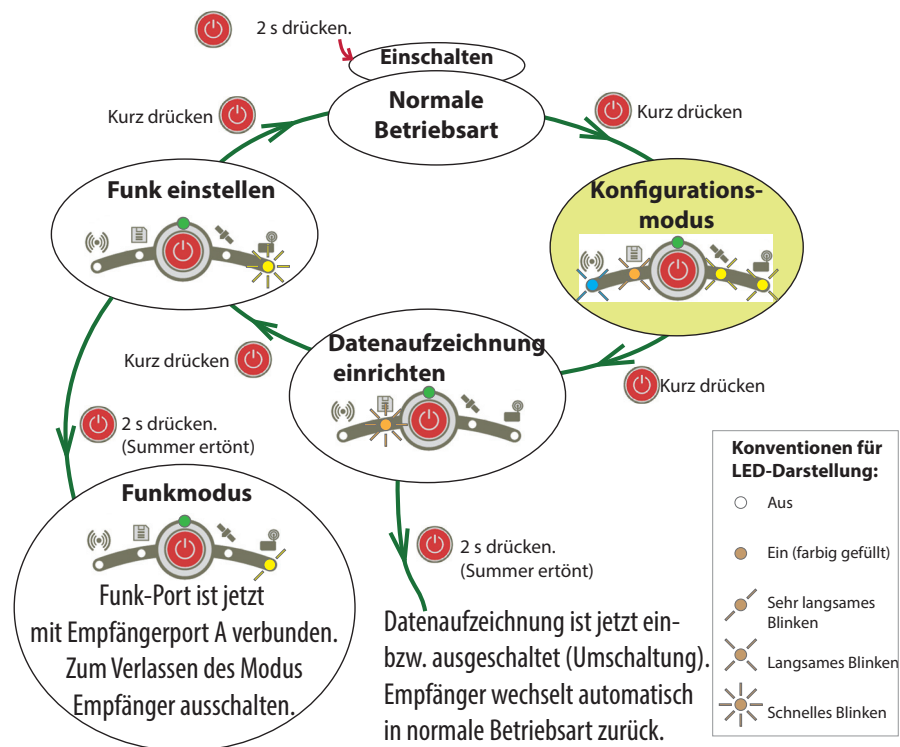 2 s drücken.
Einschalten
Normale
Betriebsart
Kurz drücken
Kurz drücken
Funk einstellen
Konfigurations-
modus
Datenaufzeichnung
einrichten
Kurz drücken
Kurz drücken
2 s drücken.
(Summer ertönt)
Funkmodus
Funk-Port ist jetzt
mit Empfängerport A verbunden.
Zum Verlassen des Modus
Empfänger ausschalten.
2 s drücken.
(Summer ertönt)
Datenaufzeichnung ist jetzt ein-
bzw. ausgeschaltet (Umschaltung).
Empfänger wechselt automatisch
in normale Betriebsart zurück.
Konventionen für
LED-Darstellung:
Aus
Ein (farbig gefüllt)
Sehr langsames
Blinken
Langsames Blinken
Schnelles Blinken